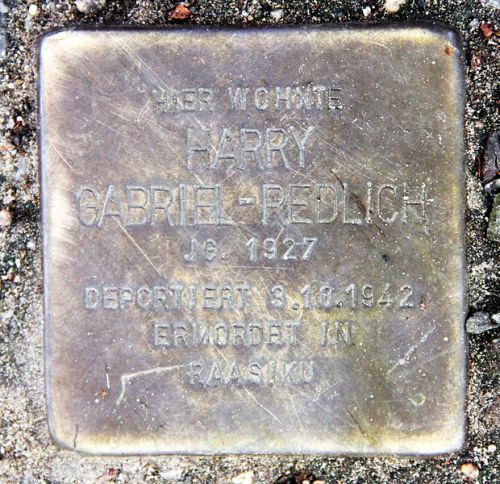 HIER WOHNTE
HARRY
GABRIEL-REDLICH
JG. 1927
DEPORTIERT 3.10.1942
ERMORDET IN
RAASIKU